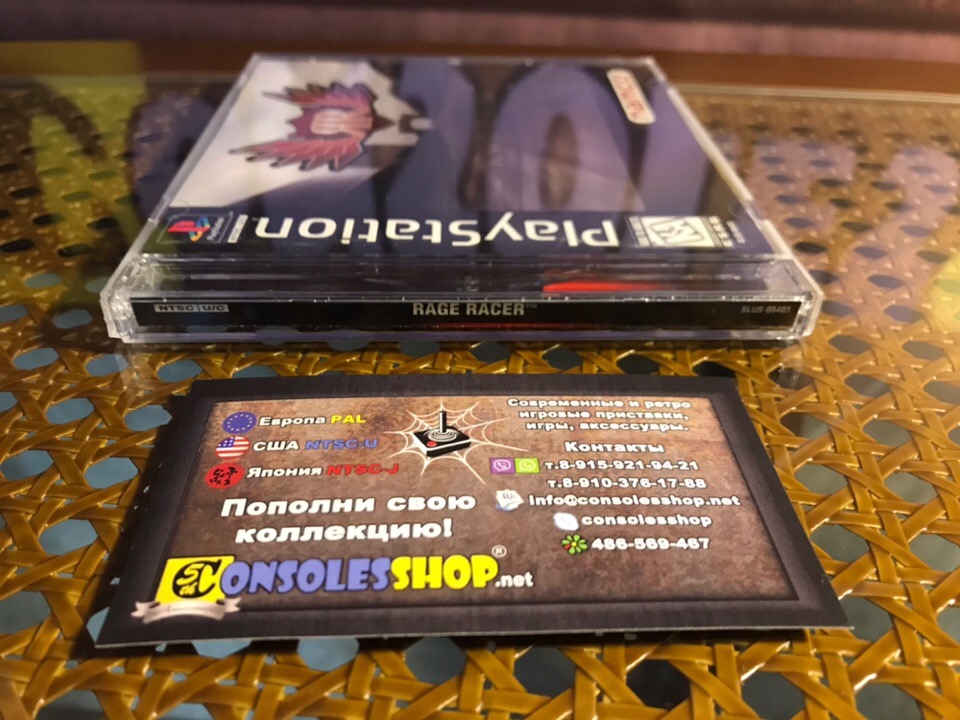 PlayStation
NTSC U/C
RAGE RACER™
SLUS-00403
Европа PAL
США NTSC-U
Япония NTSC-J
Пополни свою
коллекцию!
CONSOLESSHOP®.net
Современные и ретро
игровые приставки,
игры, аксессуары.
Контакты
т.8-915-921-94-21
т.8-910-376-17-88
info@consolesshop.net
consolesshop
486-569-467